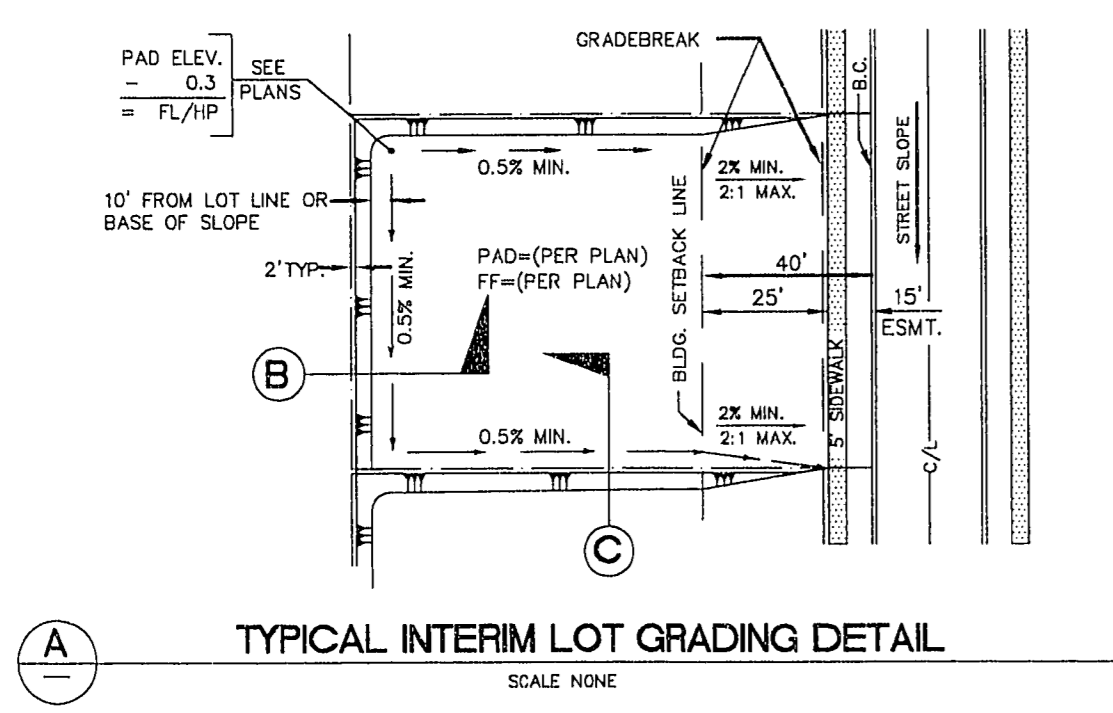 GRADEBREAK
PAD ELEV.
- 0.3
= FL/HP
SEE
PLANS
B.C.
STREET SLOPE
0.5% MIN.
2% MIN.
2:1 MAX.
10' FROM LOT LINE OR
BASE OF SLOPE
2' TYP.
0.5% MIN.
PAD=(PER PLAN)
FF=(PER PLAN)
BLDG. SETBACK LINE
40'
25'
15'
ESMT.
B
5' SIDEWALK
2% MIN.
2:1 MAX.
0.5% MIN.
C/L
C
A
-
TYPICAL INTERIM LOT GRADING DETAIL
SCALE NONE